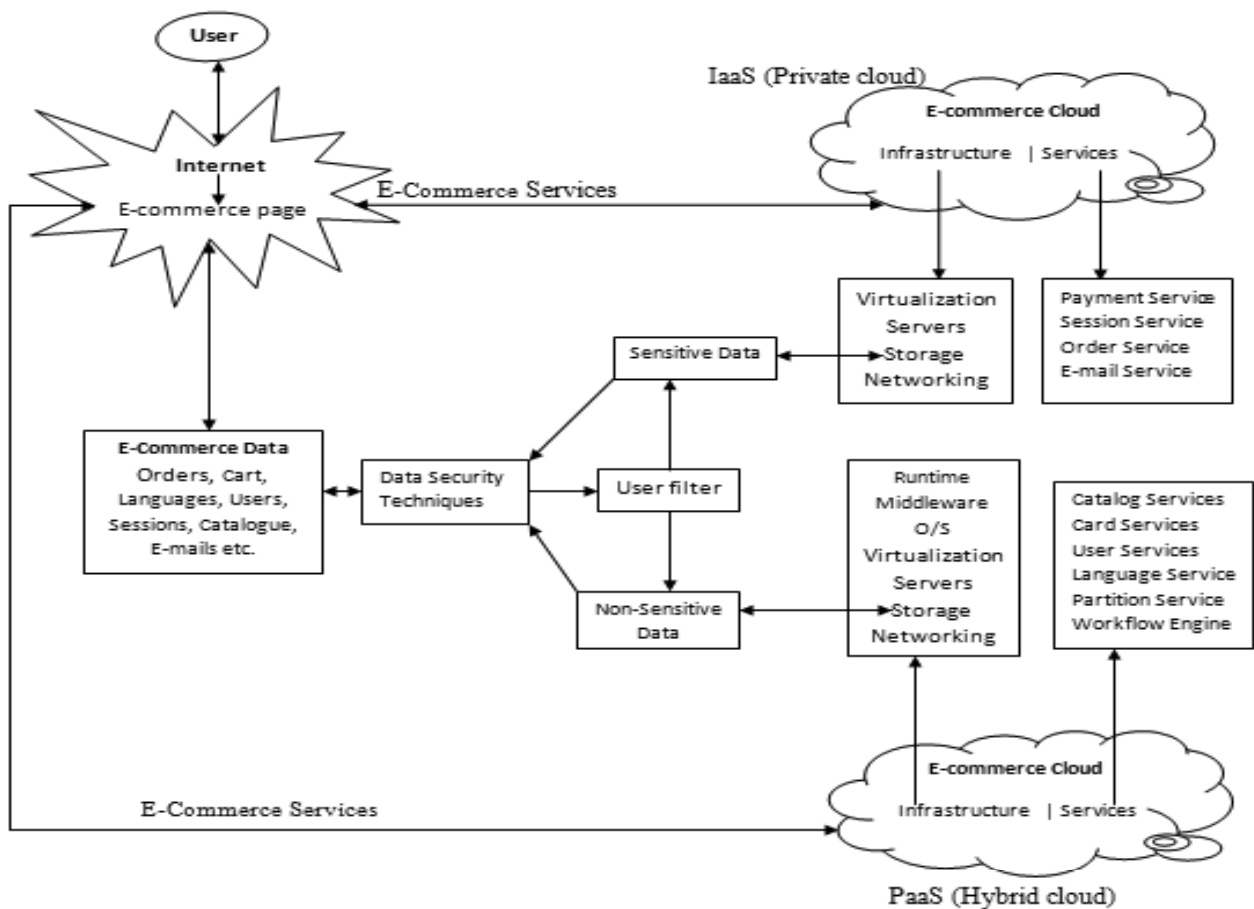 User
IaaS (Private cloud)
E-commerce Cloud
Infrastructure | Services
Internet
E-commerce page
E-Commerce Services
Virtualization
Servers
Storage
Networking
Payment Service
Session Service
Order Service
E-mail Service
Sensitive Data
E-Commerce Data
Orders, Cart,
Languages, Users,
Sessions, Catalogue,
E-mails etc.
Data Security
Techniques
User filter
Non-Sensitive
Data
Runtime
Middleware
O/S
Virtualization
Servers
Storage
Networking
Catalog Services
Card Services
User Services
Language Service
Partition Service
Workflow Engine
E-commerce Cloud
Infrastructure | Services
E-Commerce Services
PaaS (Hybrid cloud)